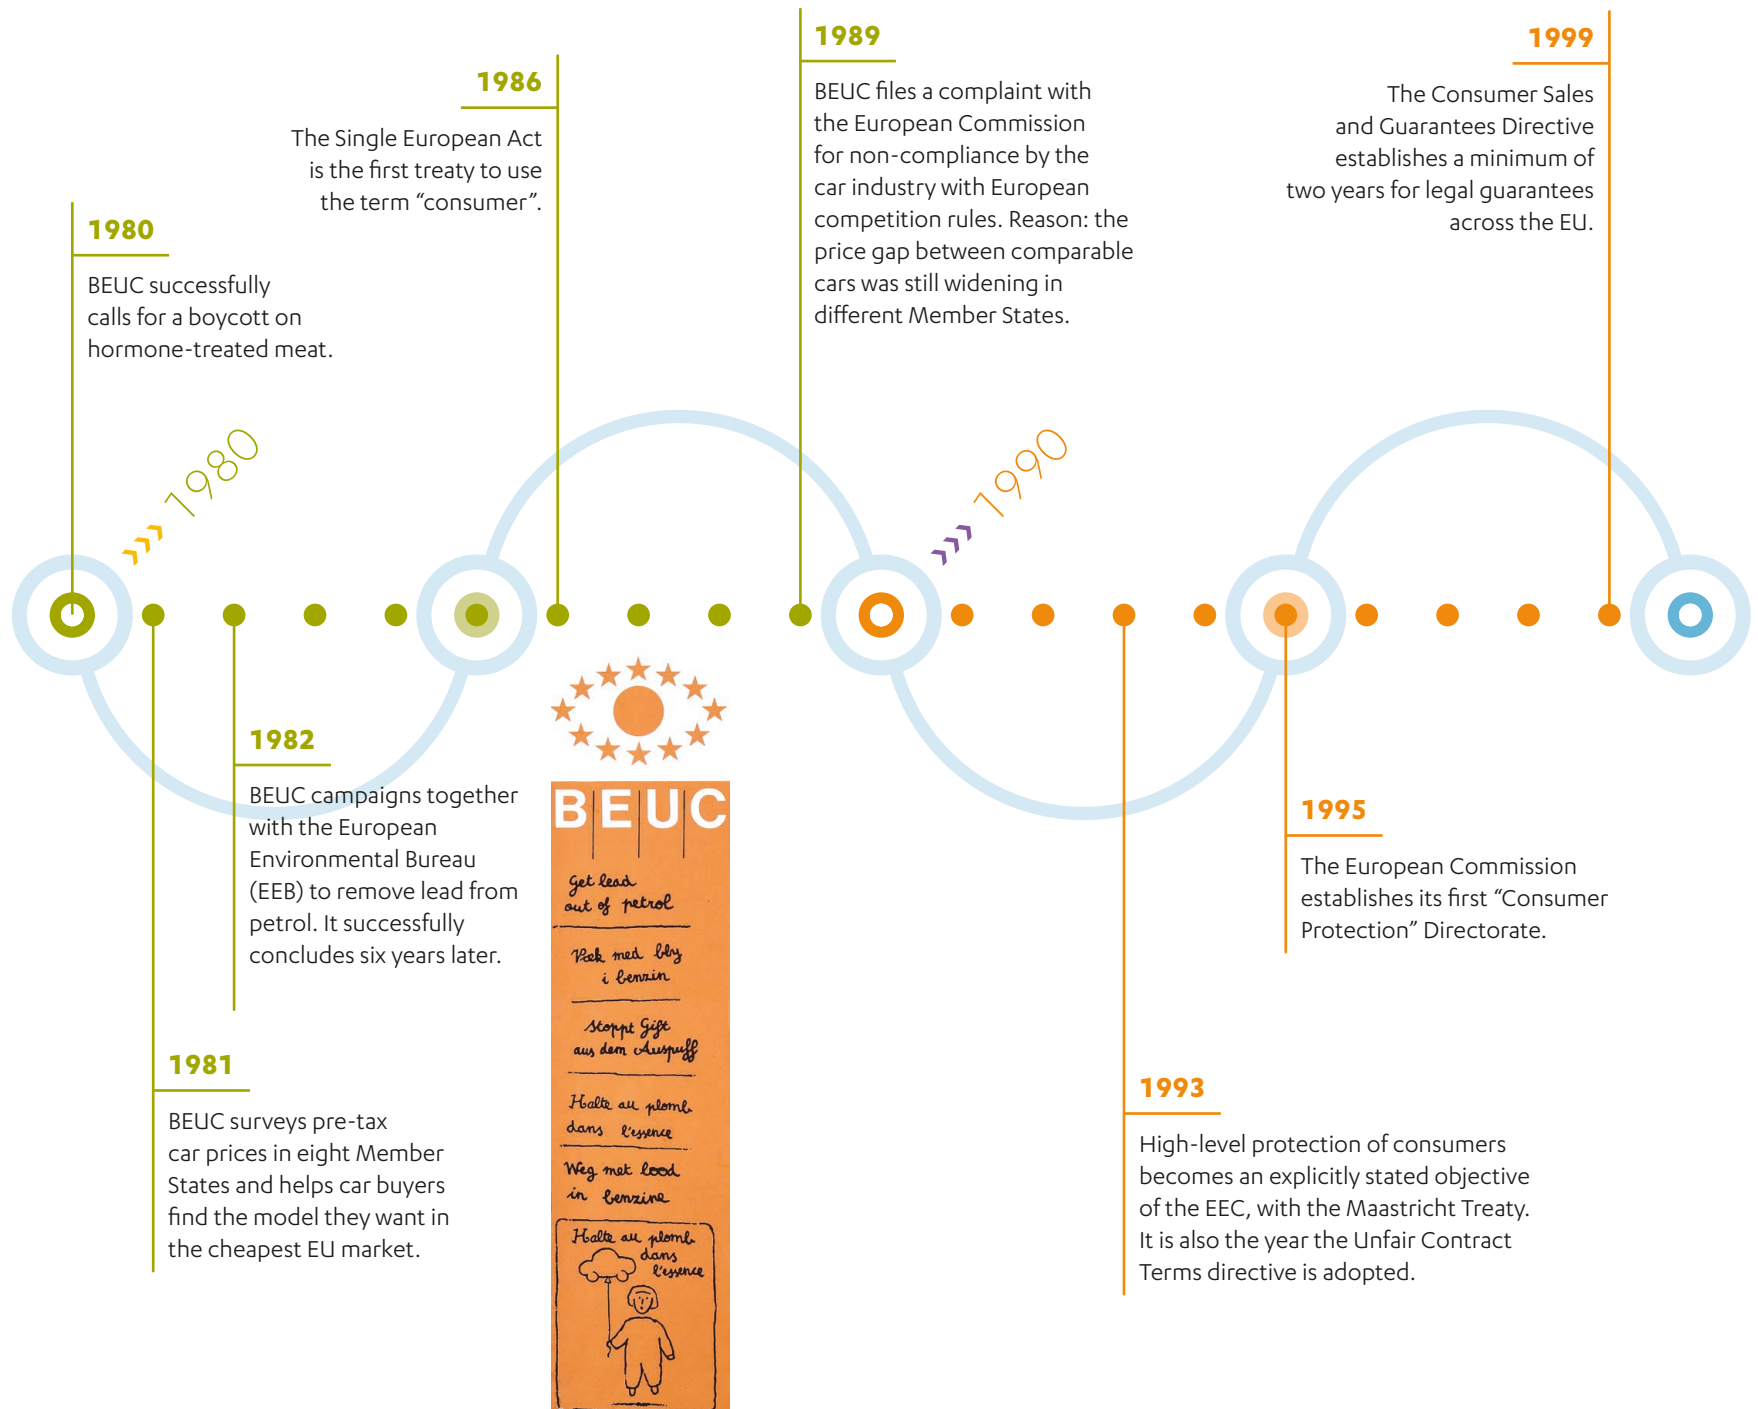 1980
BEUC successfully
calls for a boycott on
hormone-treated meat.
1986
The Single European Act
is the first treaty to use
the term “consumer”.
1989
BEUC files a complaint with
the European Commission
for non-compliance by the
car industry with European
competition rules. Reason: the
price gap between comparable
cars was still widening in
different Member States.
1999
The Consumer Sales
and Guarantees Directive
establishes a minimum of
two years for legal guarantees
across the EU.
1980
1990
1982
BEUC campaigns together
with the European
Environmental Bureau
(EEB) to remove lead from
petrol. It successfully
concludes six years later.
1981
BEUC surveys pre-tax
car prices in eight Member
States and helps car buyers
find the model they want in
the cheapest EU market.
BEUC
Get lead
out of petrol
Væk med bly
i benzin
Stoppt Gift
aus dem Auspuff
Halte au plomb
dans l'essence
Weg met lood
in benzine
Halte au plomb
dans
l'essence
1995
The European Commission
establishes its first “Consumer
Protection” Directorate.
1993
High-level protection of consumers
becomes an explicitly stated objective
of the EEC, with the Maastricht Treaty.
It is also the year the Unfair Contract
Terms directive is adopted.